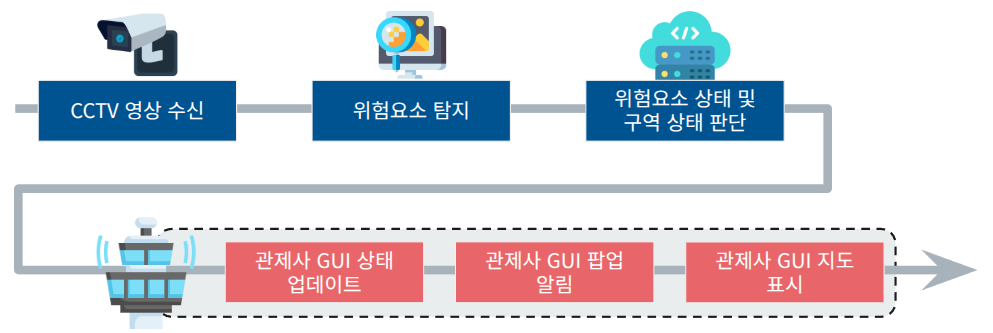 CCTV 영상 수신
위험요소 탐지
위험요소 상태 및
구역 상태 판단
관제사 GUI 상태
업데이트
관제사 GUI 팝업
알림
관제사 GUI 지도
표시